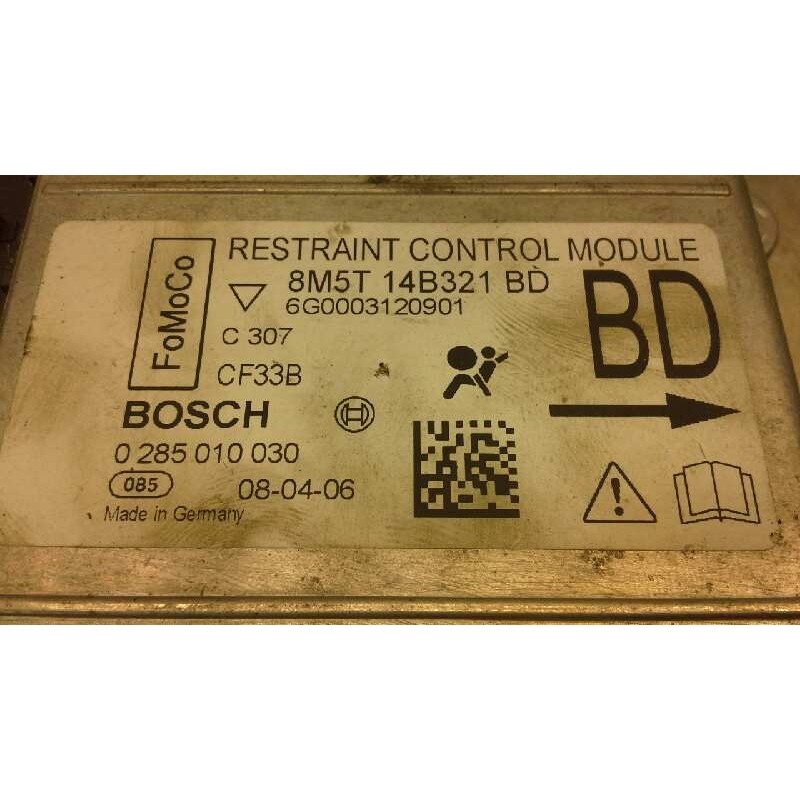 FoMoCo
RESTRAINT CONTROL MODULE
8M5T 14B321 BD
6G0003120901
C 307
CF33B
BD
BOSCH
0 285 010 030
085
08-04-06
Made in Germany